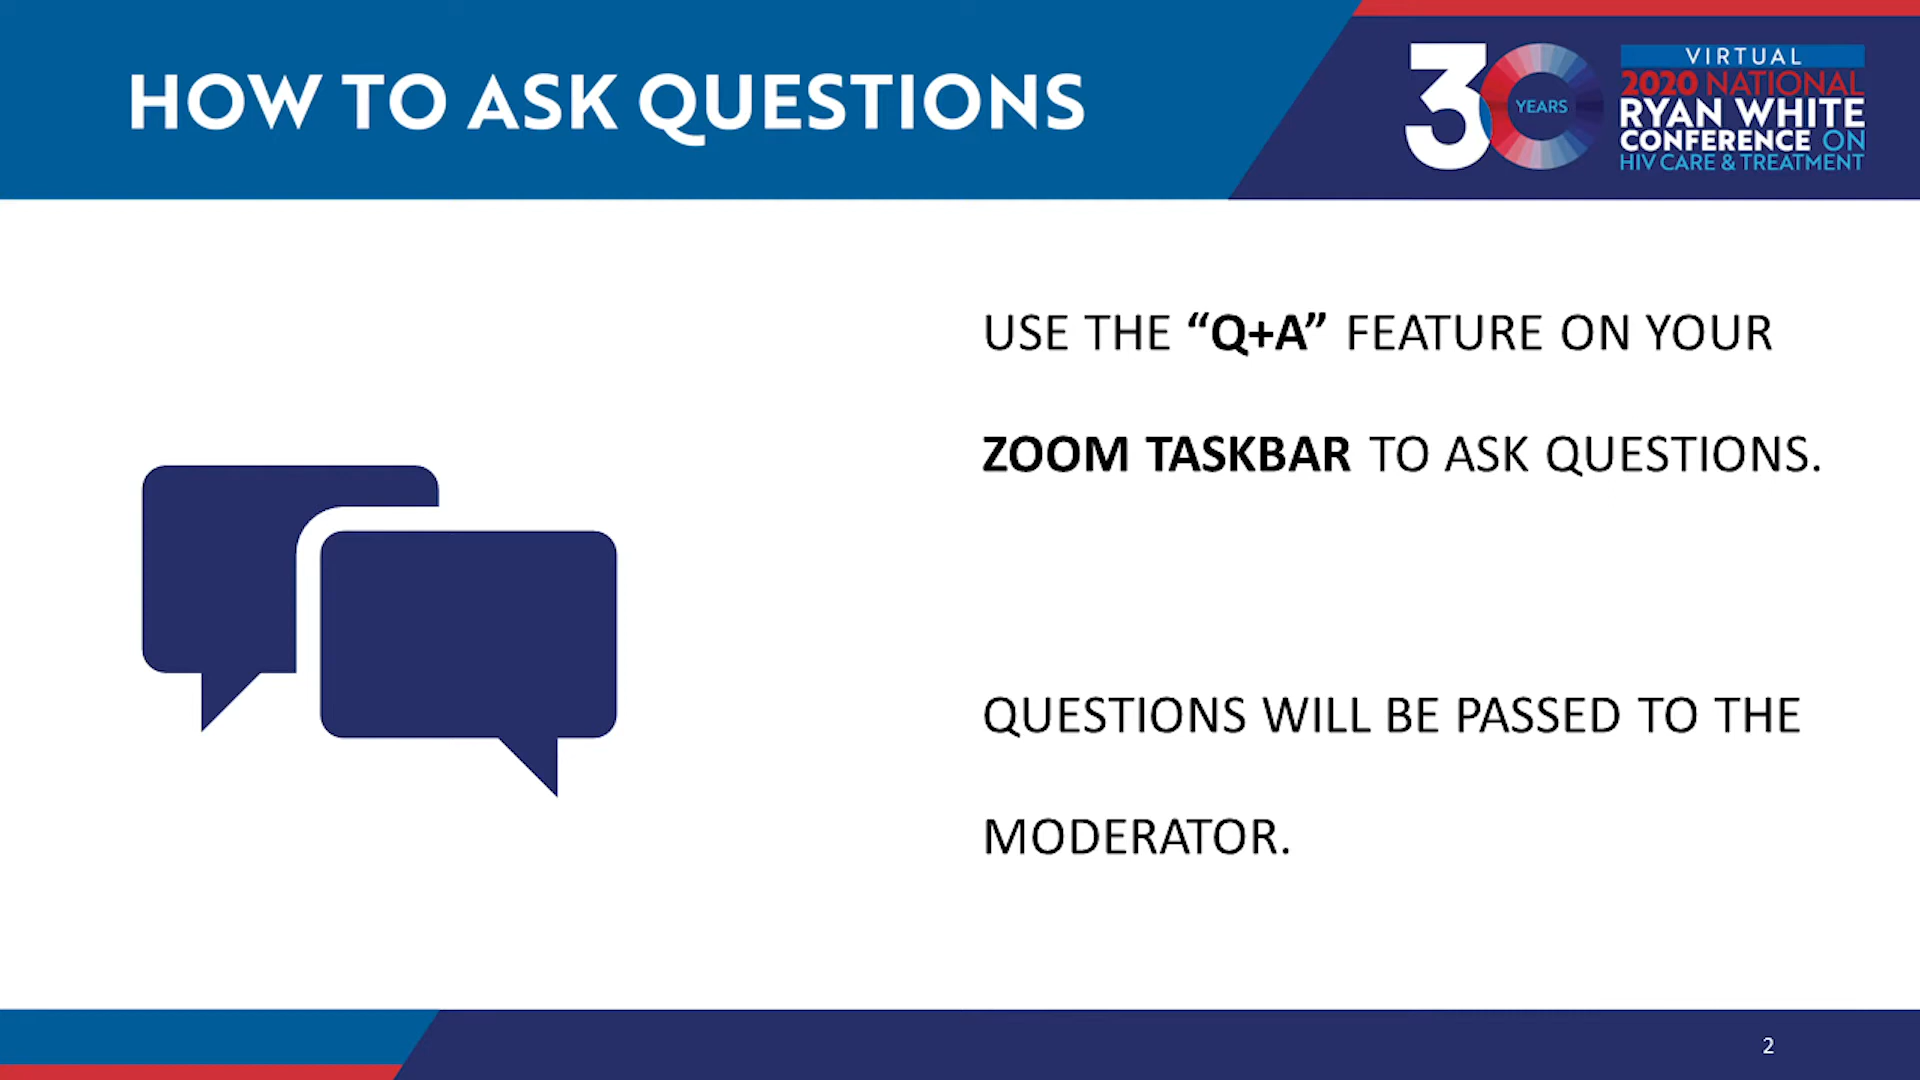 HOW TO ASK QUESTIONS
30 YEARS
VIRTUAL
2020 NATIONAL
RYAN WHITE
CONFERENCE ON
HIV CARE & TREATMENT
USE THE “Q+A” FEATURE ON YOUR
ZOOM TASKBAR TO ASK QUESTIONS.
QUESTIONS WILL BE PASSED TO THE
MODERATOR.
2